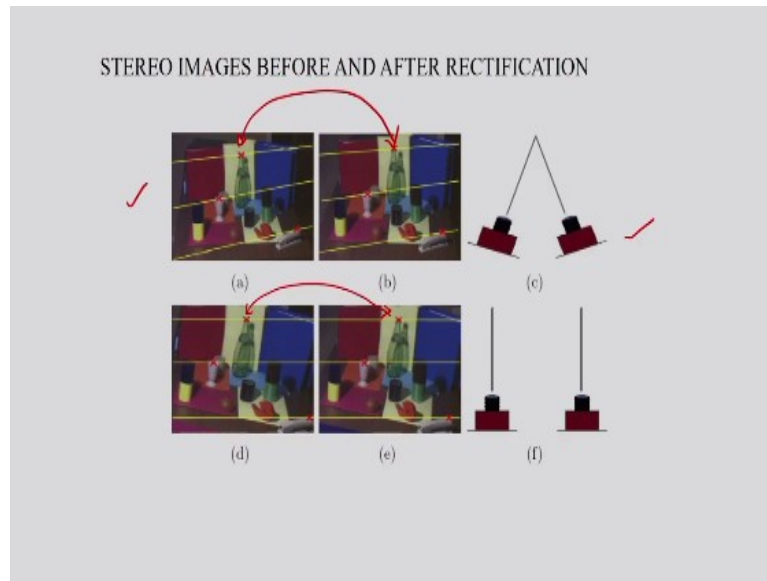 STEREO IMAGES BEFORE AND AFTER RECTIFICATION
(a) (b) (c)
(d) (e) (f)